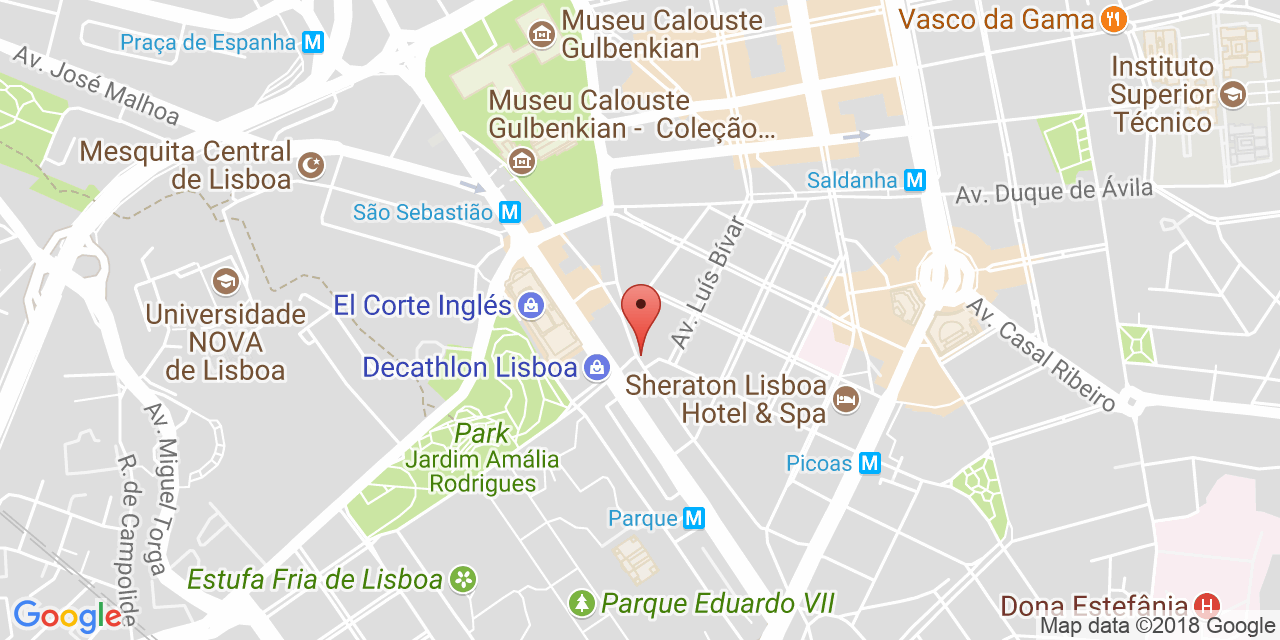 Museu Calouste
Gulbenkian
Vasco da Gama
Praça de Espanha M
Av. José Malhoa
Instituto
Superior
Técnico
Museu Calouste
Gulbenkian - Coleção...
Mesquita Central
de Lisboa
Saldanha M
Av. Duque de Ávila
São Sebastião M
Av. Luís Bívar
Universidade
NOVA
de Lisboa
El Corte Inglés
Av. Casal Ribeiro
Decathlon Lisboa
Sheraton Lisboa
Hotel & Spa
Park
Jardim Amália
Rodrigues
Av. Miguel Torga
R. de Campolide
Picoas M
Parque M
Estufa Fria de Lisboa
Parque Eduardo VII
Dona Estefânia H
Google
Map data ©2018 Google